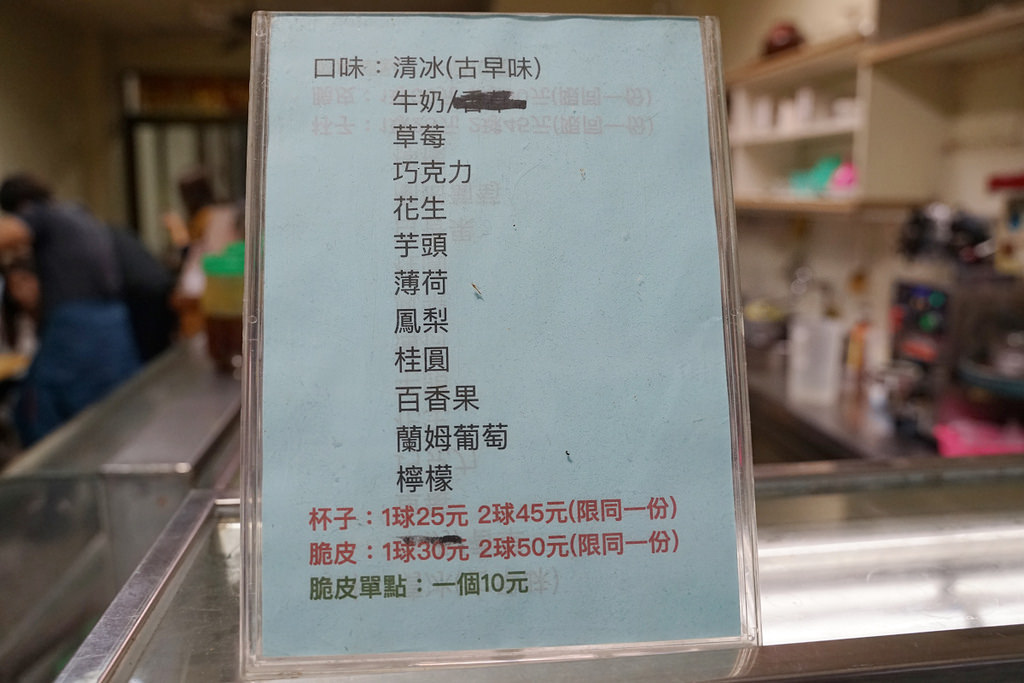 口味：清冰(古早味)
牛奶/
草莓
巧克力
花生
芋頭
薄荷
鳳梨
桂圓
百香果
蘭姆葡萄
檸檬
杯子：1球25元 2球45元(限同一份)
脆皮：1球30元 2球50元(限同一份)
脆皮單點：一個10元